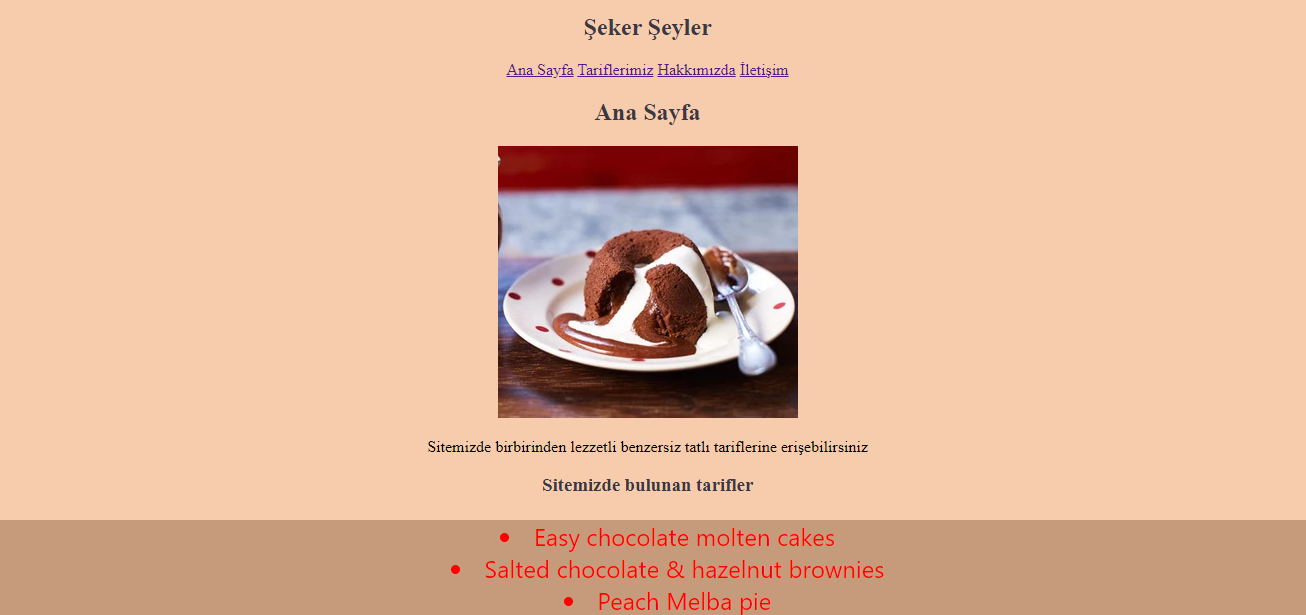 Şeker Şeyler
Ana Sayfa Tariflerimiz Hakkımızda İletişim
Ana Sayfa
Sitemizde birbirinden lezzetli benzersiz tatlı tariflerine erişebilirsiniz
Sitemizde bulunan tarifler
• Easy chocolate molten cakes
• Salted chocolate & hazelnut brownies
• Peach Melba pie